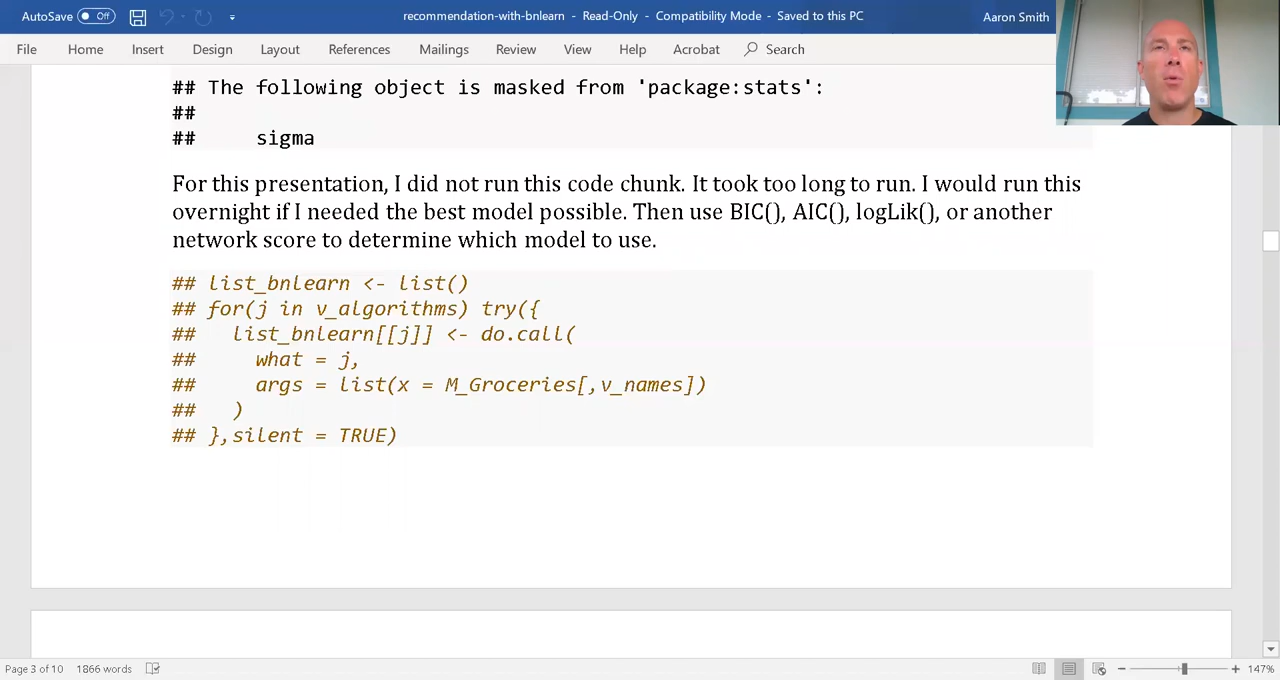 AutoSave Off
recommendation-with-bnlearn - Read-Only - Compatibility Mode - Saved to this PC
Aaron Smith
File Home Insert Design Layout References Mailings Review View Help Acrobat Search
## The following object is masked from 'package:stats':
##
## sigma
For this presentation, I did not run this code chunk. It took too long to run. I would run this
overnight if I needed the best model possible. Then use BIC(), AIC(), logLik(), or another
network score to determine which model to use.
## list_bnlearn <- list()
## for(j in v_algorithms) try({
##   list_bnlearn[[j]] <- do.call(
##     what = j,
##     args = list(x = M_Groceries[,v_names])
##   )
## },silent = TRUE)
Page 3 of 10 1866 words
147%